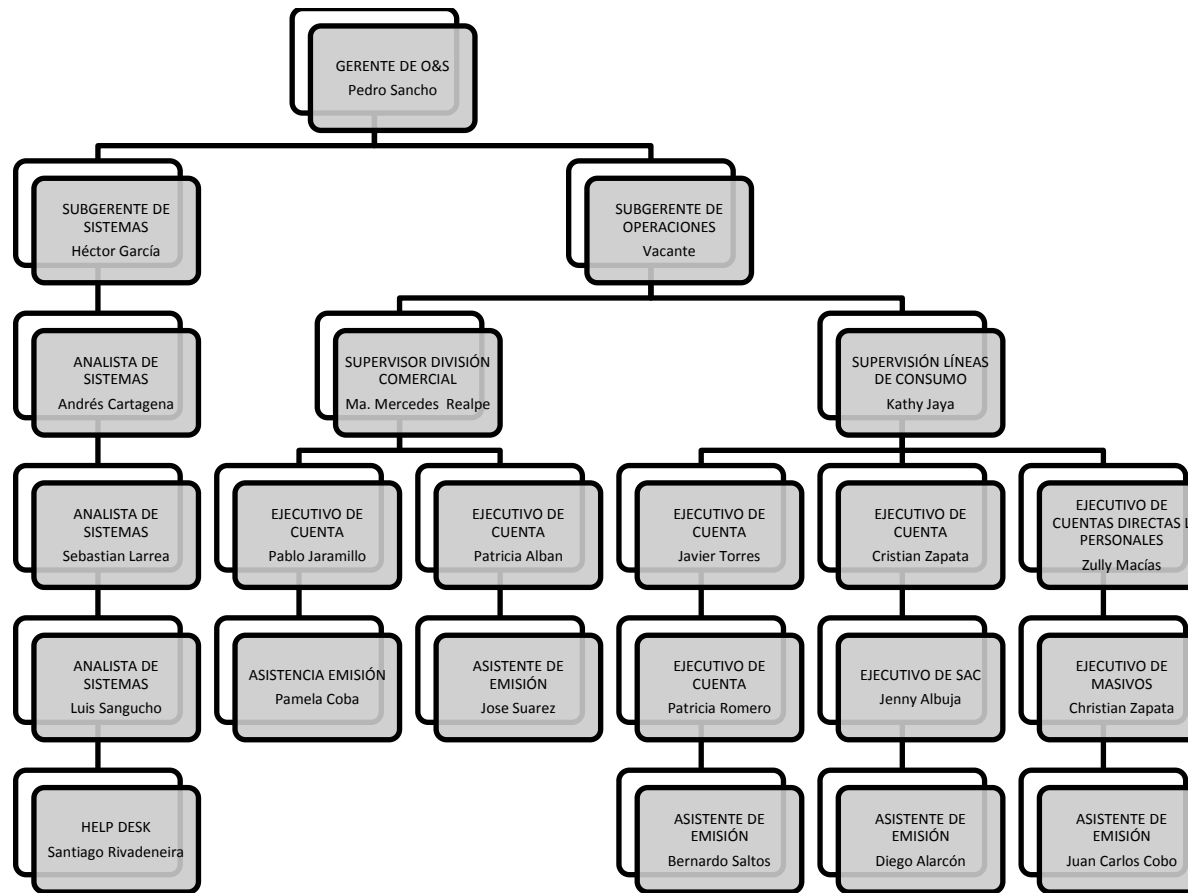 GERENTE DE O&S
Pedro Sancho
SUBGERENTE DE
SISTEMAS
Héctor García
SUBGERENTE DE
OPERACIONES
Vacante
ANALISTA DE
SISTEMAS
Andrés Cartagena
SUPERVISOR DIVISIÓN
COMERCIAL
Ma. Mercedes Realpe
SUPERVISIÓN LÍNEAS
DE CONSUMO
Kathy Jaya
ANALISTA DE
SISTEMAS
Sebastian Larrea
EJECUTIVO DE
CUENTA
Pablo Jaramillo
EJECUTIVO DE
CUENTA
Patricia Alban
EJECUTIVO DE
CUENTA
Javier Torres
EJECUTIVO DE
CUENTA
Cristian Zapata
EJECUTIVO DE
CUENTAS DIRECTAS L
PERSONALES
Zully Macías
ANALISTA DE
SISTEMAS
Luis Sangucho
ASISTENCIA EMISIÓN
Pamela Coba
ASISTENTE DE
EMISIÓN
Jose Suarez
EJECUTIVO DE
CUENTA
Patricia Romero
EJECUTIVO DE SAC
Jenny Albuja
EJECUTIVO DE
MASIVOS
Christian Zapata
HELP DESK
Santiago Rivadeneira
ASISTENTE DE
EMISIÓN
Bernardo Saltos
ASISTENTE DE
EMISIÓN
Diego Alarcón
ASISTENTE DE
EMISIÓN
Juan Carlos Cobo